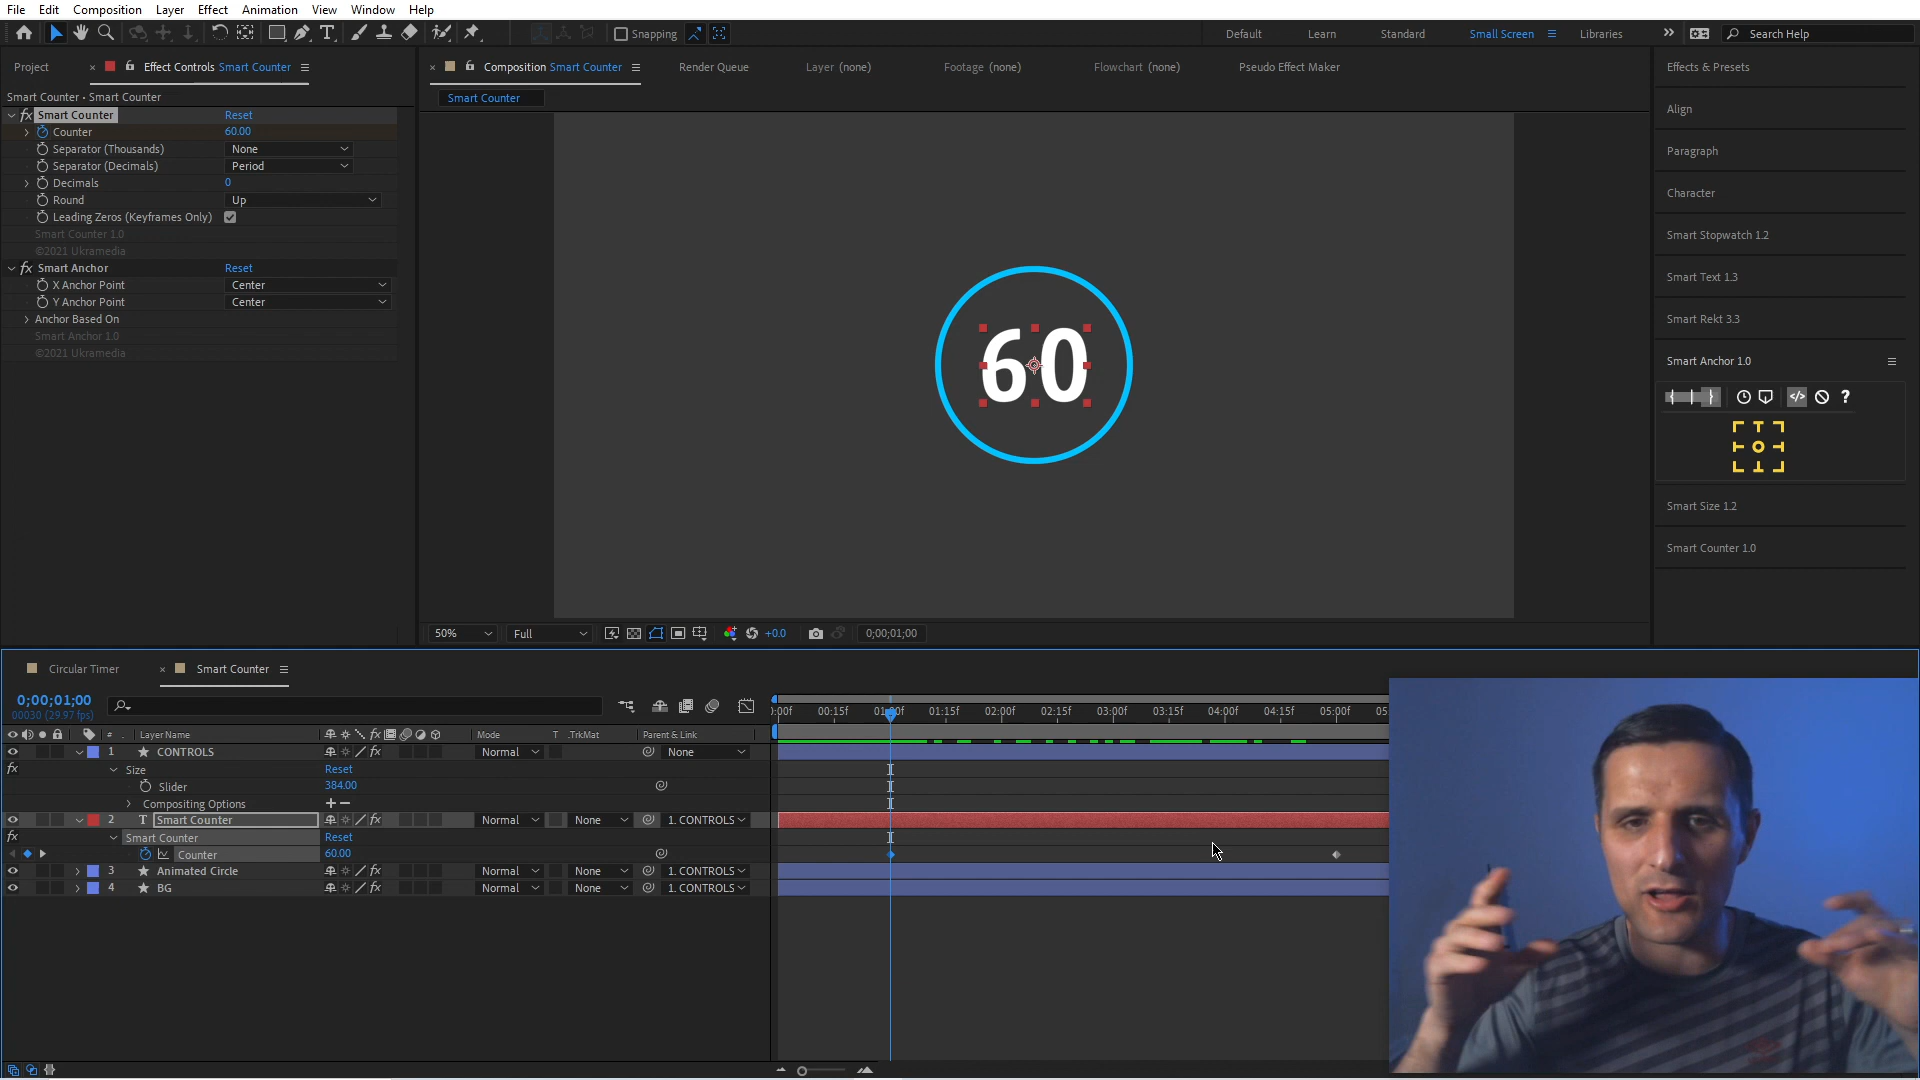 File Edit Composition Layer Effect Animation View Window Help
Snapping Default Learn Standard Small Screen Libraries Search Help
Project Effect Controls Smart Counter
Composition Smart Counter Render Queue Layer (none) Footage (none) Flowchart (none) Pseudo Effect Maker
Effects & Presets
Smart Counter • Smart Counter
Smart Counter
Smart Counter Reset
Counter 60.00
Separator (Thousands) None
Separator (Decimals) Period
Decimals 0
Round Up
Leading Zeros (Keyframes Only)
Smart Counter 1.0
©2021 Ukramedia
Smart Anchor Reset
X Anchor Point Center
Y Anchor Point Center
Anchor Based On
Smart Anchor 1.0
©2021 Ukramedia
60
Align
Paragraph
Character
Smart Stopwatch 1.2
Smart Text 1.3
Smart Rekt 3.3
Smart Anchor 1.0
Smart Size 1.2
Smart Counter 1.0
50% Full +0.0 0;00;01;00
Circular Timer Smart Counter
0;00;01;00
00030 (29.97 fps)
):00f 00:15f 01:00f 01:15f 02:00f 02:15f 03:00f 03:15f 04:00f 04:15f 05:00f 05
# Layer Name Mode T .TrkMat Parent & Link
1 CONTROLS Normal None
Size Reset
Slider 384.00
Compositing Options
2 T Smart Counter Normal None 1. CONTROLS
Smart Counter Reset
Counter 60.00
3 Animated Circle Normal None 1. CONTROLS
4 BG Normal None 1. CONTROLS